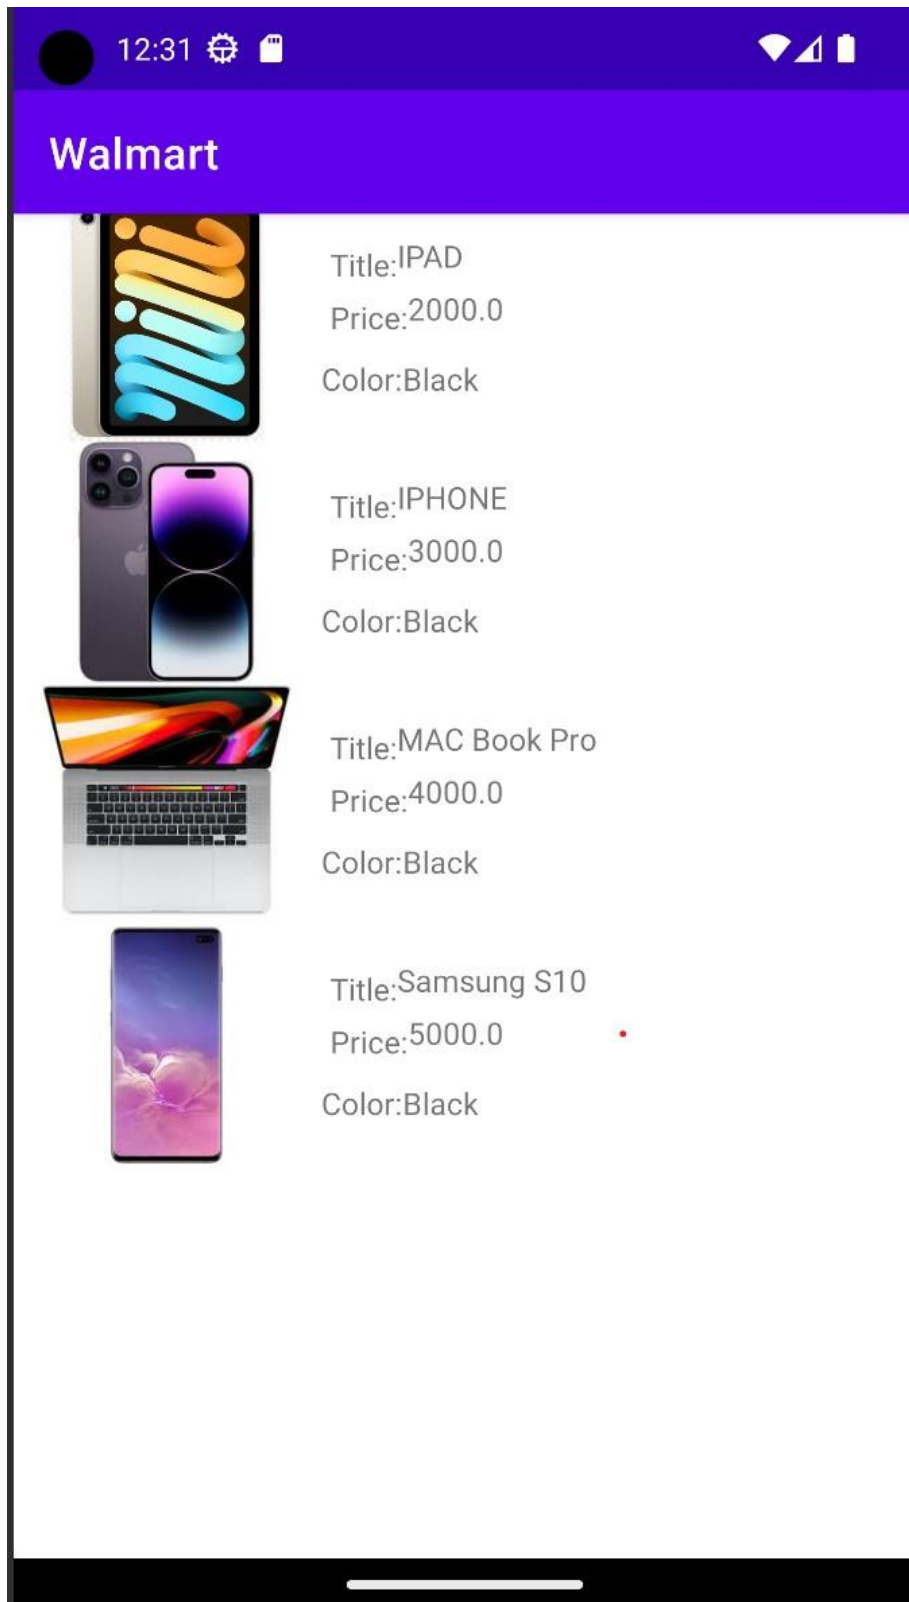 12:31
Walmart
Title:IPAD
Price:2000.0
Color:Black
Title:IPHONE
Price:3000.0
Color:Black
Title:MAC Book Pro
Price:4000.0
Color:Black
Title:Samsung S10
Price:5000.0
Color:Black